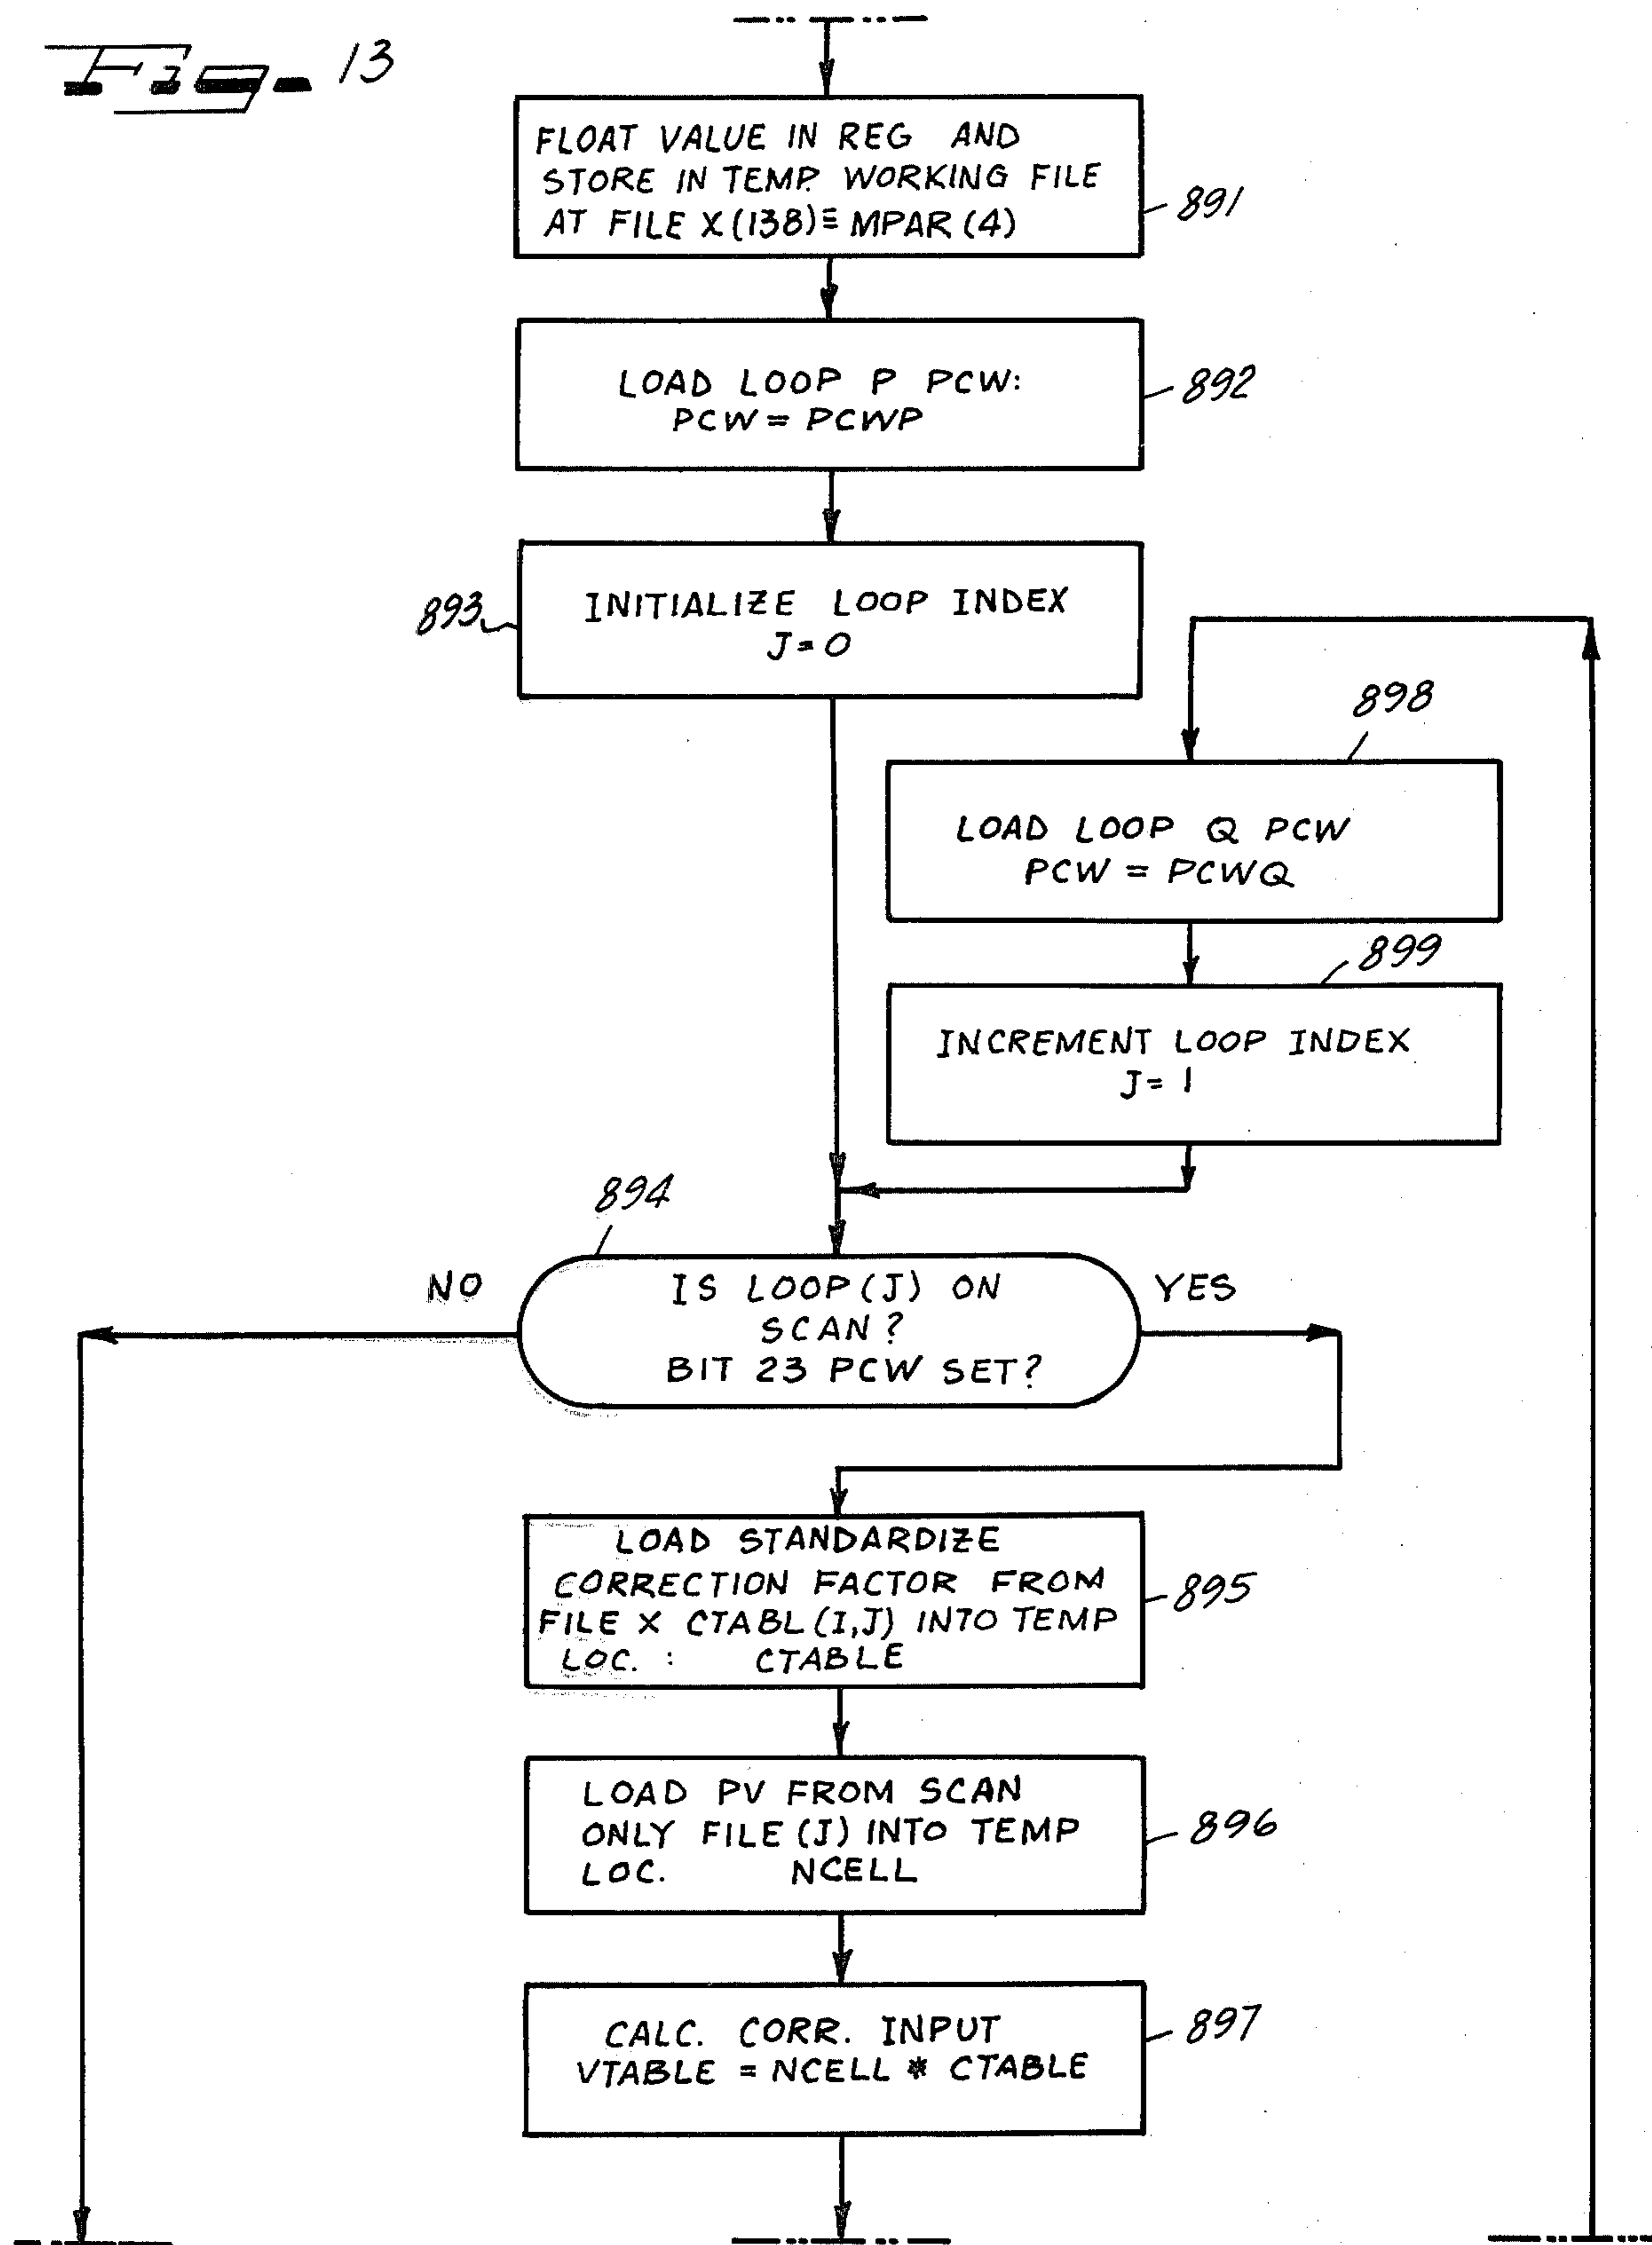 Fig. 13
FLOAT VALUE IN REG AND
STORE IN TEMP. WORKING FILE
AT FILE X(138)≡MPAR(4)
891
LOAD LOOP P PCW:
PCW = PCWP
892
INITIALIZE LOOP INDEX
J=0
893
898
LOAD LOOP Q PCW
PCW = PCWQ
899
INCREMENT LOOP INDEX
J= 1
894
NO
IS LOOP(J) ON
SCAN?
BIT 23 PCW SET?
YES
LOAD STANDARDIZE
CORRECTION FACTOR FROM
FILE X CTABL(I,J) INTO TEMP
LOC. : CTABLE
895
LOAD PV FROM SCAN
ONLY FILE(J) INTO TEMP
LOC. NCELL
896
CALC. CORR. INPUT
VTABLE = NCELL * CTABLE
897